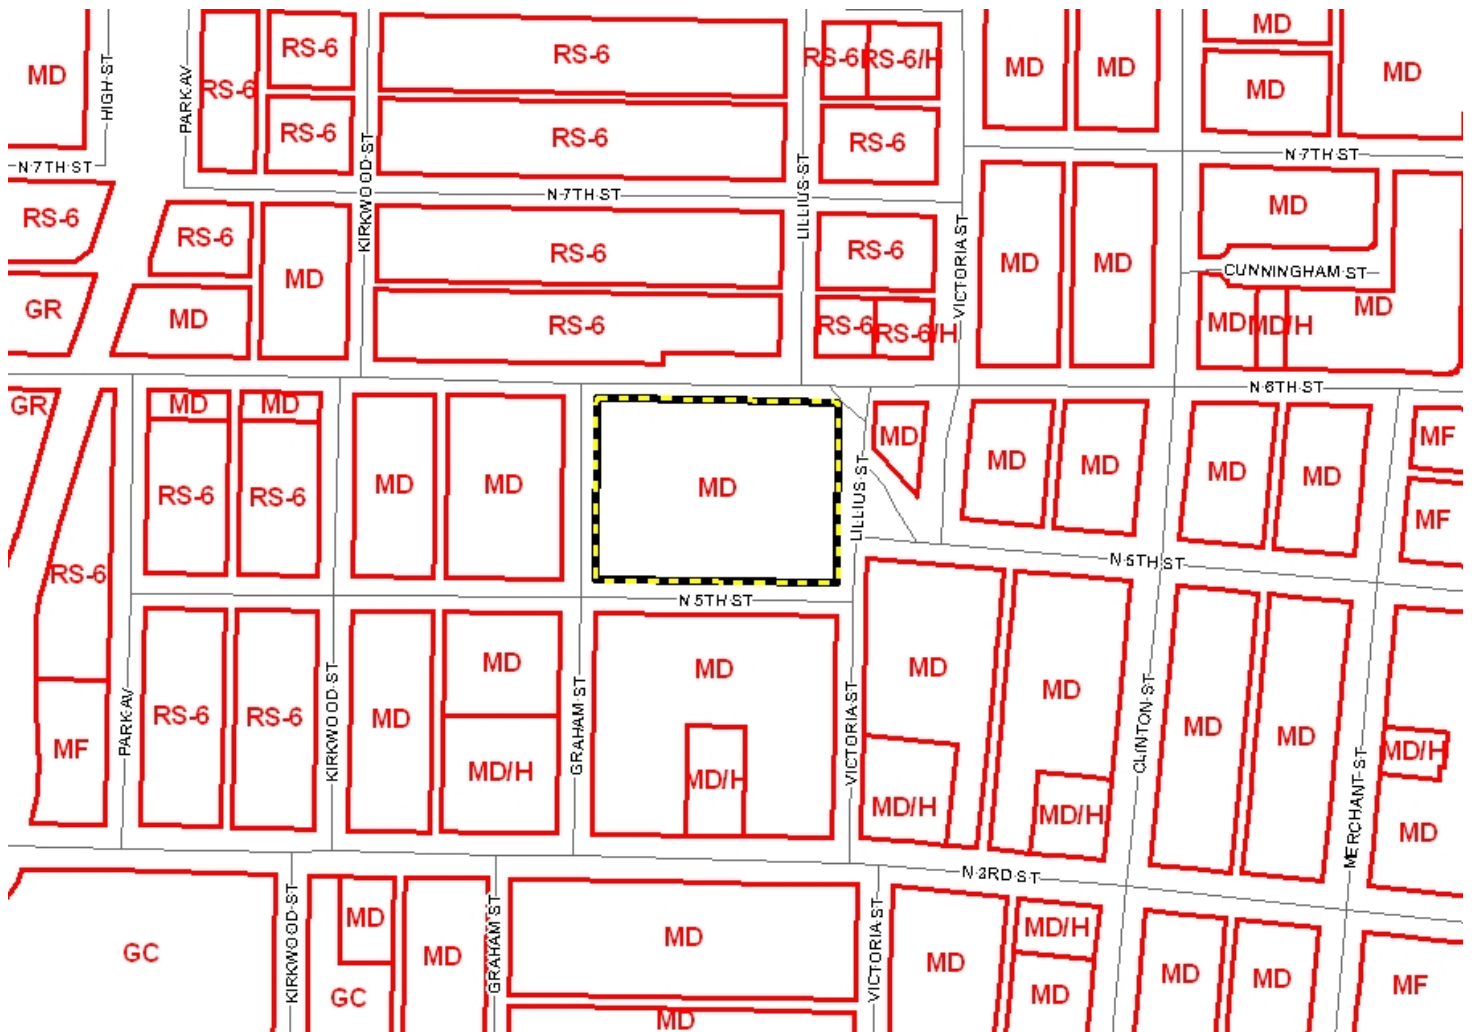 MD
RS-6
RS-6
RS-6
RS-6
RS-6/H
MD
MD
MD
MD
MD
HIGH ST
PARK AV
RS-6
RS-6
RS-6
N 7TH ST
N 7TH ST
N 7TH ST
KIRKWOOD ST
LILLIUS ST
VICTORIA ST
RS-6
RS-6
MD
RS-6
RS-6
MD
MD
MD
CUNNINGHAM ST
GR
MD
RS-6
RS-6
RS-6/H
MD
MD/H
MD
N 6TH ST
GR
MD
MD
RS-6
RS-6
MD
MD
MD
LILLIUS ST
MD
MD
MD
MD
MD
MF
MF
RS-6
N 5TH ST
N 5TH ST
RS-6
RS-6
MF
PARK AV
KIRKWOOD ST
MD
MD
MD/H
GRAHAM ST
MD
MD/H
VICTORIA ST
MD
MD/H
MD
MD/H
CLINTON ST
MD
MD
MERCHANT ST
MD/H
MD
N 3RD ST
GC
KIRKWOOD ST
MD
GC
MD
GRAHAM ST
MD
MD
VICTORIA ST
MD
MD/H
MD
MD
MD
MF